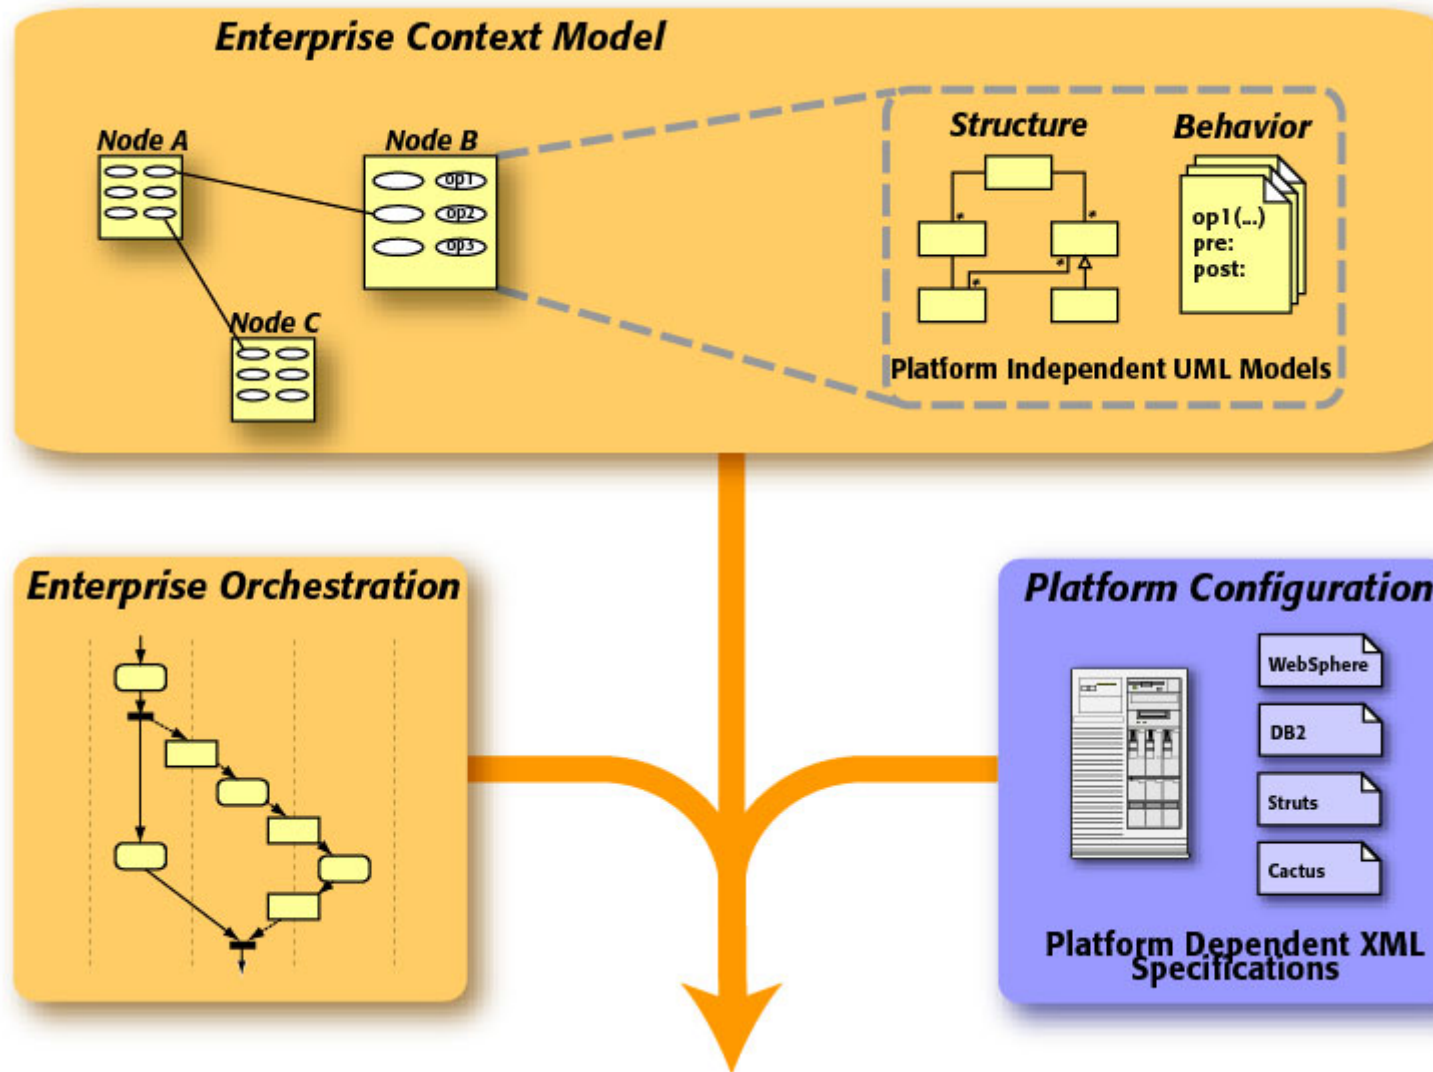 Enterprise Context Model
Node A
Node B
op1
op2
op3
Node C
Structure
Behavior
*
*
*
*
op1(...)
pre:
post:
Platform Independent UML Models
Enterprise Orchestration
Platform Configuration
WebSphere
DB2
Struts
Cactus
Platform Dependent XML
Specifications